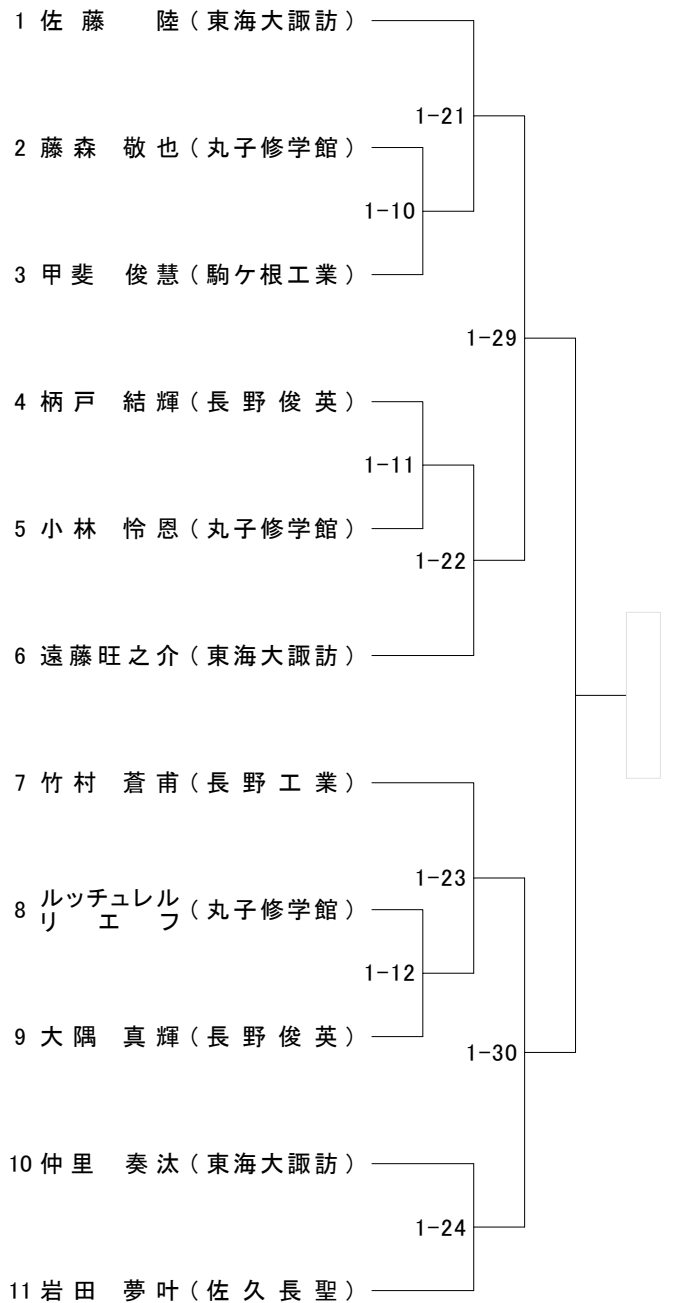 1 佐藤 陸（東海大諏訪）
1-21
2 藤森 敬也（丸子修学館）
1-10
3 甲斐 俊慧（駒ケ根工業）
1-29
4 柄戸 結輝（長野俊英）
1-11
5 小林 怜恩（丸子修学館）
1-22
6 遠藤旺之介（東海大諏訪）
7 竹村 蒼甫（長野工業）
1-23
8 ルッチュレル
リエフ（丸子修学館）
1-12
9 大隅 真輝（長野俊英）
1-30
10 仲里 奏汰（東海大諏訪）
1-24
11 岩田 夢叶（佐久長聖）